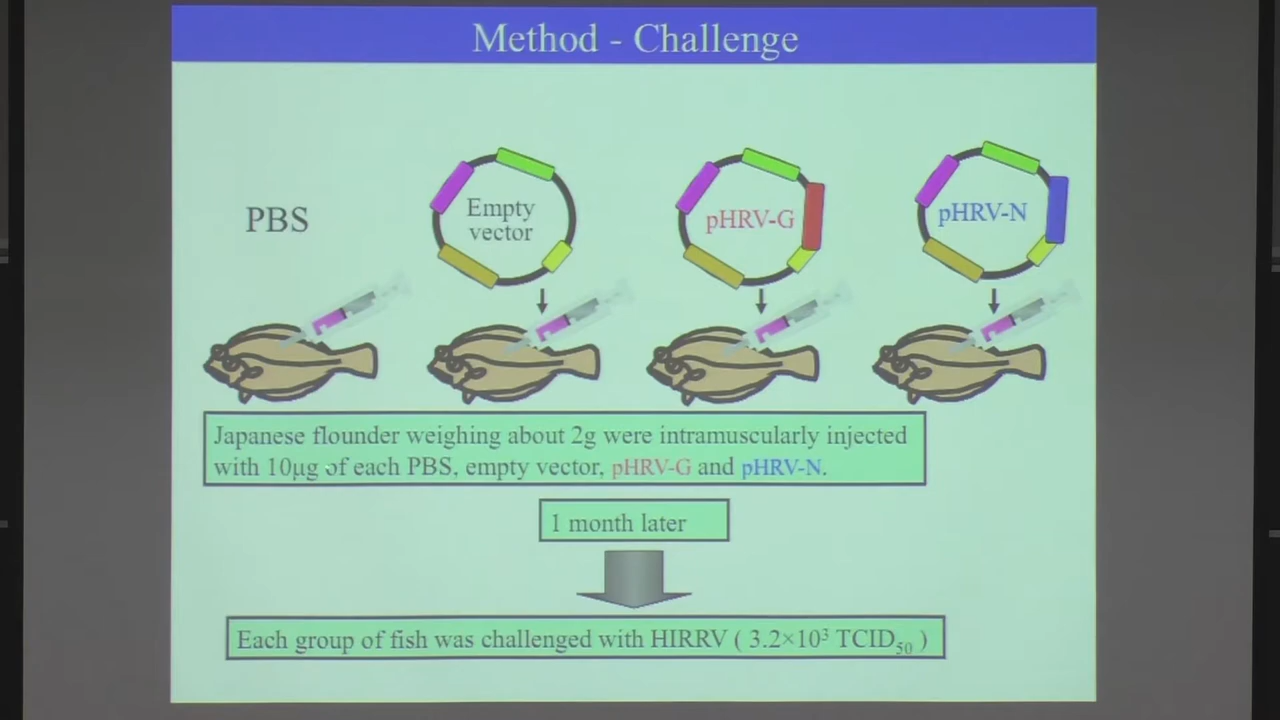 Method - Challenge
PBS
Empty
vector
pHRV-G
pHRV-N
Japanese flounder weighing about 2g were intramuscularly injected
with 10μg of each PBS, empty vector, pHRV-G and pHRV-N.
1 month later
Each group of fish was challenged with HIRRV ( 3.2×10³ TCID₅₀ )